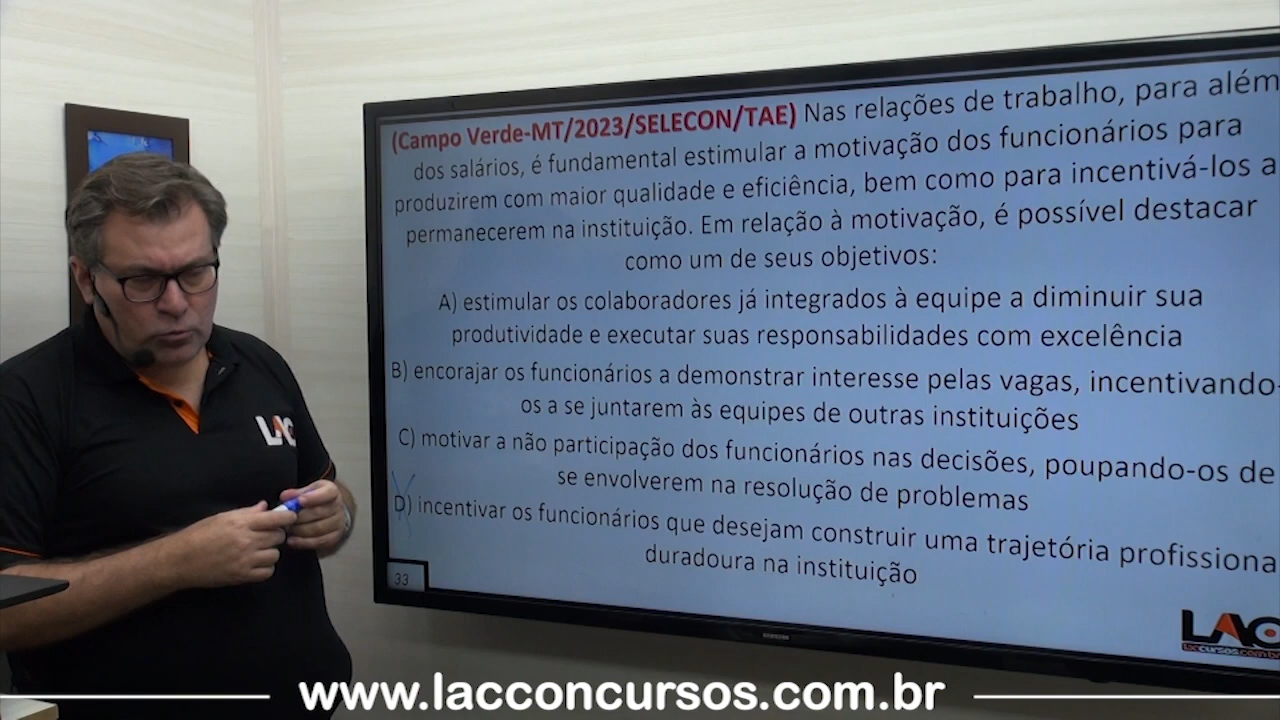 (Campo Verde-MT/2023/SELECON/TAE) Nas relações de trabalho, para além
dos salários, é fundamental estimular a motivação dos funcionários para
produzirem com maior qualidade e eficiência, bem como para incentivá-los a
permanecerem na instituição. Em relação à motivação, é possível destacar
como um de seus objetivos:
A) estimular os colaboradores já integrados à equipe a diminuir sua
produtividade e executar suas responsabilidades com excelência
B) encorajar os funcionários a demonstrar interesse pelas vagas, incentivando-
os a se juntarem às equipes de outras instituições
C) motivar a não participação dos funcionários nas decisões, poupando-os de
se envolverem na resolução de problemas
D) incentivar os funcionários que desejam construir uma trajetória profissiona
duradoura na instituição
33
LAC
LAC
SAMSUNG
www.lacconcursos.com.br